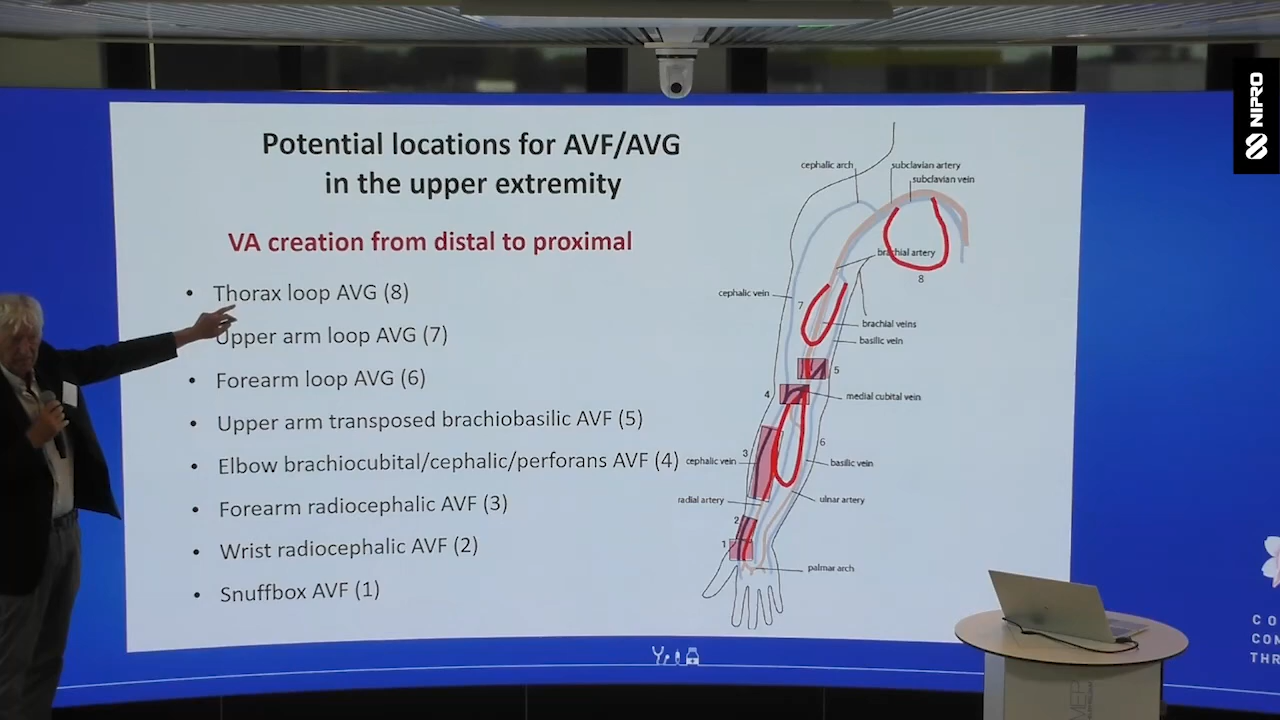 NIPRO
Potential locations for AVF/AVG
in the upper extremity
VA creation from distal to proximal
• Thorax loop AVG (8)
• Upper arm loop AVG (7)
• Forearm loop AVG (6)
• Upper arm transposed brachiobasilic AVF (5)
• Elbow brachiocubital/cephalic/perforans AVF (4)
• Forearm radiocephalic AVF (3)
• Wrist radiocephalic AVF (2)
• Snuffbox AVF (1)
cephalic arch
subclavian artery
subclavian vein
brachial artery
8
cephalic vein
7
brachial veins
basilic vein
5
4
medial cubital vein
3
6
cephalic vein
basilic vein
radial artery
ulnar artery
2
1
palmar arch
CO
COM
THR